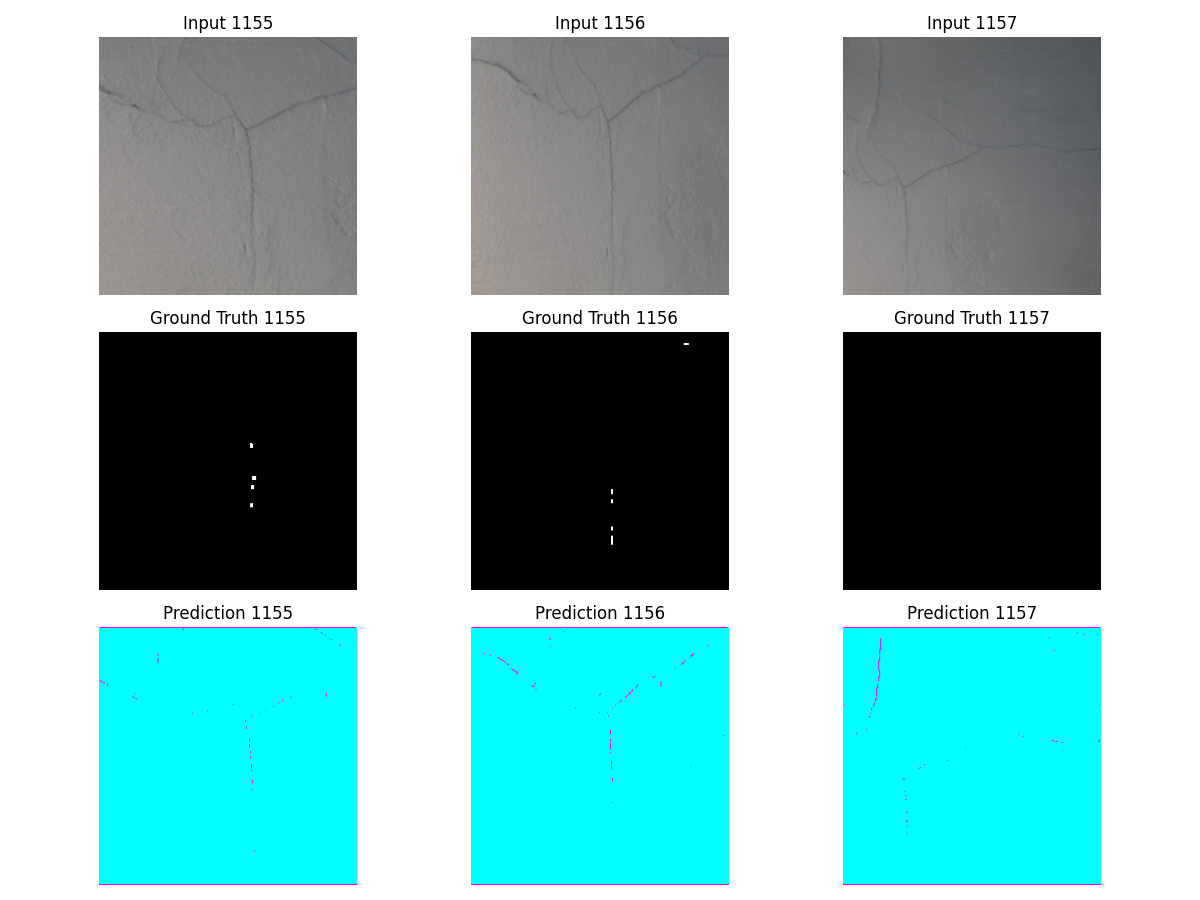 Input 1155
Input 1156
Input 1157
Ground Truth 1155
Ground Truth 1156
Ground Truth 1157
Prediction 1155
Prediction 1156
Prediction 1157